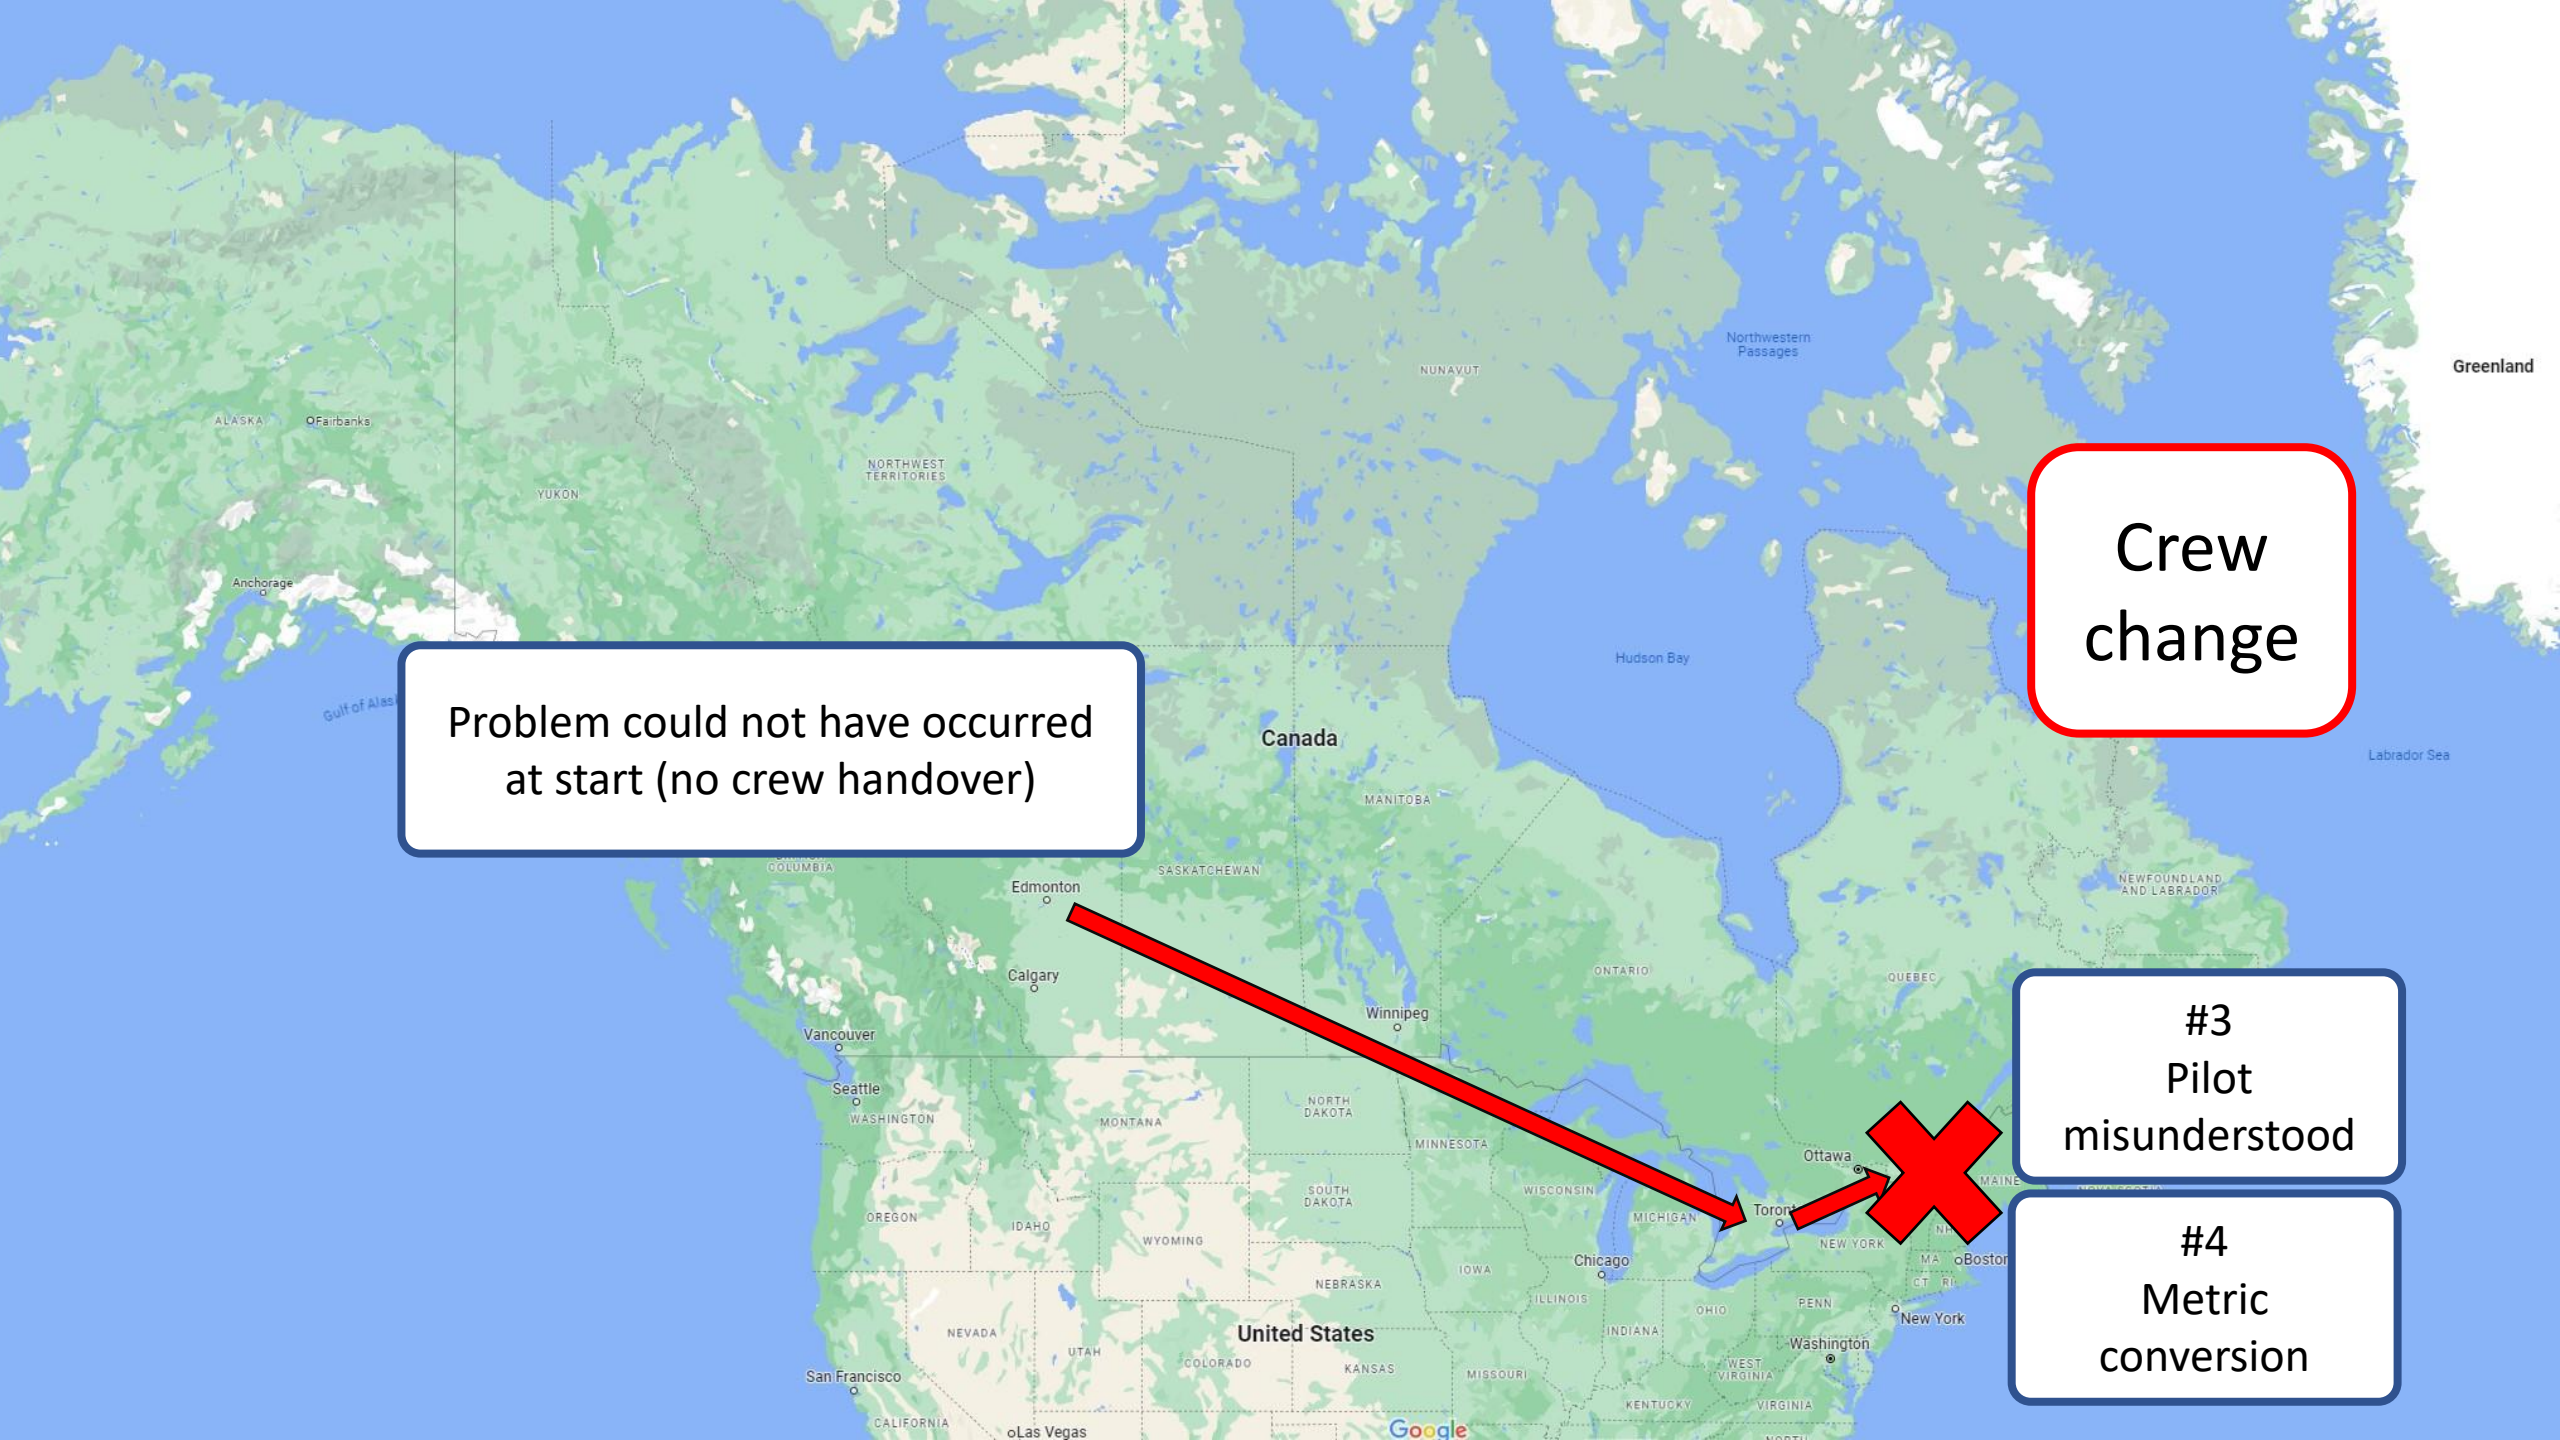 Northwestern
Passages
Greenland
NUNAVUT
ALASKA
Fairbanks
NORTHWEST
TERRITORIES
YUKON
Crew
change
Anchorage
Hudson Bay
Gulf of
Problem could not have occurred
at start (no crew handover)
Canada
Labrador Sea
MANITOBA
COLUMBIA
SASKATCHEWAN
Edmonton
NEWFOUNDLAND
AND LABRADOR
Calgary
ONTARIO
QUEBEC
Winnipeg
Vancouver
#3
Pilot
misunderstood
Seattle
WASHINGTON
NORTH
DAKOTA
MONTANA
MINNESOTA
Ottawa
MAINE
SOUTH
DAKOTA
WISCONSIN
OREGON
IDAHO
MICHIGAN
Toron
WYOMING
NEW YORK
NH
#4
Metric
conversion
Chicago
IOWA
MA
Boston
NEBRASKA
CT RI
ILLINOIS
OHIO
PENN
New York
NEVADA
United States
INDIANA
Washington
UTAH
COLORADO
KANSAS
MISSOURI
WEST
VIRGINIA
San Francisco
KENTUCKY
VIRGINIA
CALIFORNIA
Las Vegas
Google